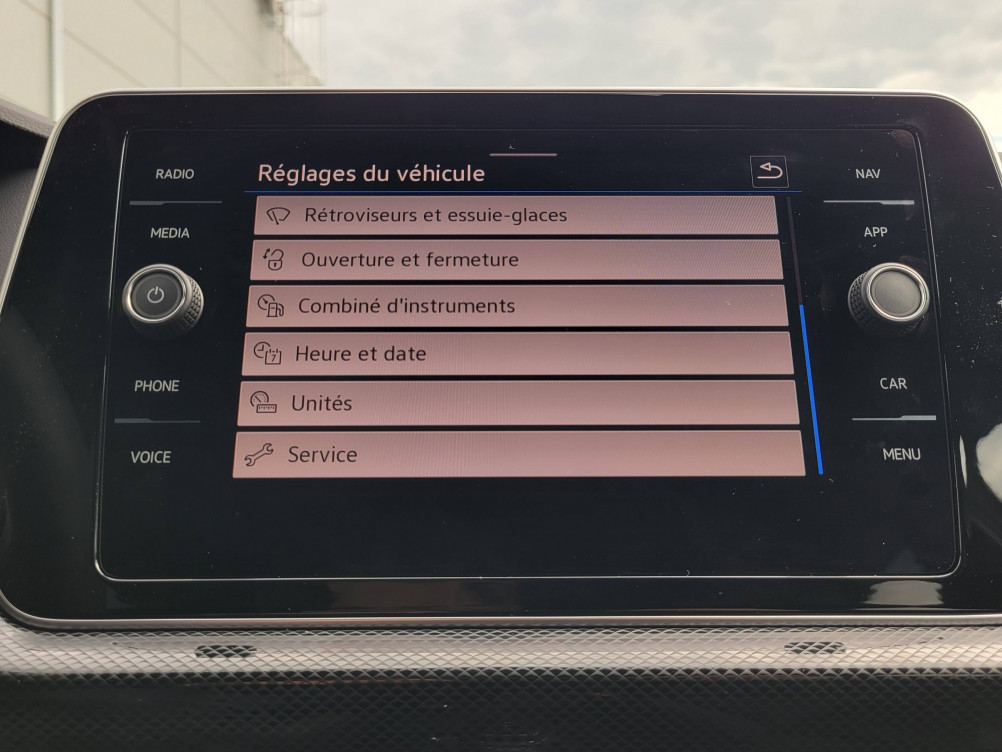 RADIO
MEDIA
PHONE
VOICE
Réglages du véhicule
Rétroviseurs et essuie-glaces
Ouverture et fermeture
Combiné d'instruments
Heure et date
7
Unités
Service
NAV
APP
CAR
MENU